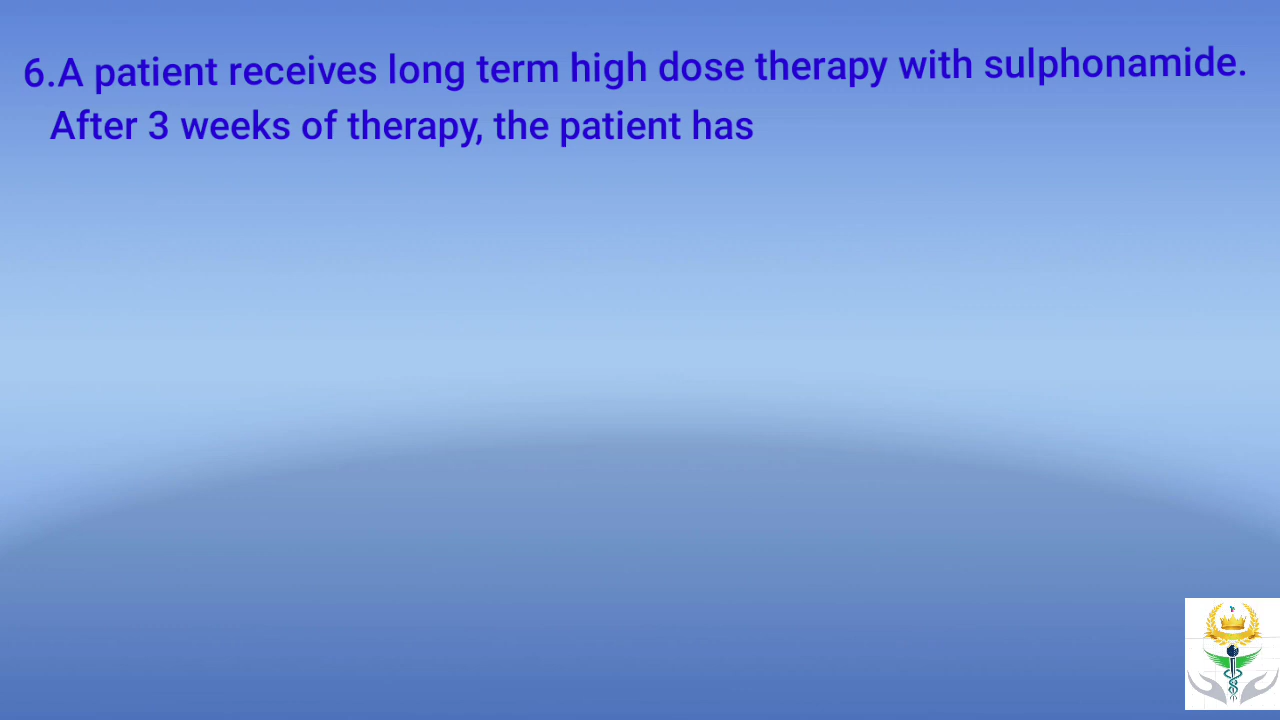 6.A patient receives long term high dose therapy with sulphonamide.
After 3 weeks of therapy, the patient has